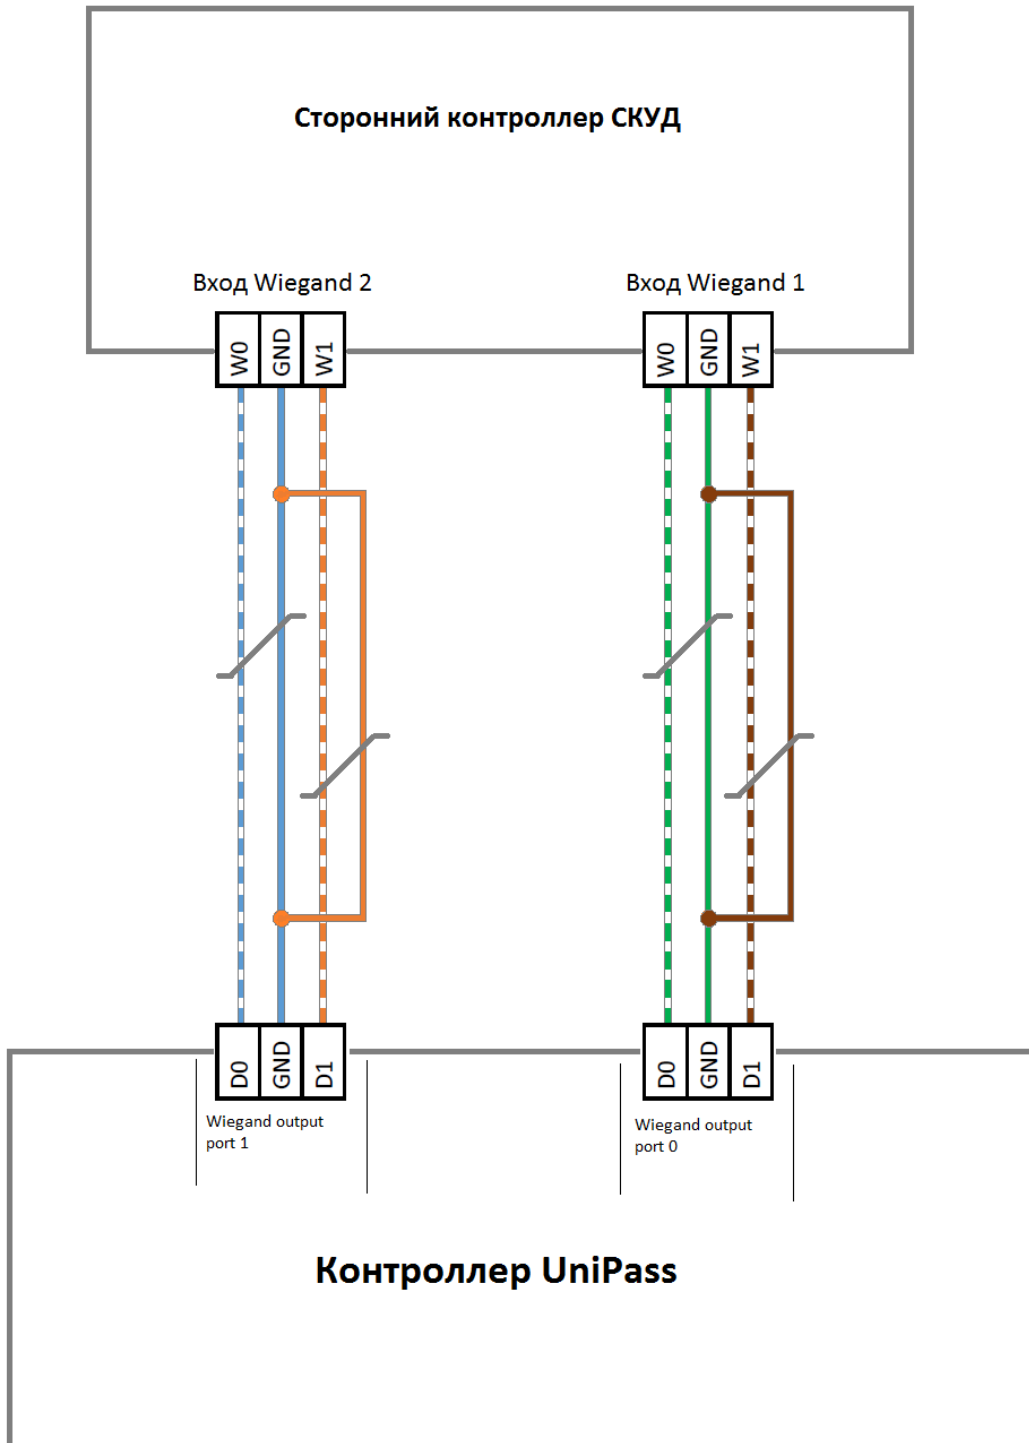 Сторонний контроллер СКУД
Вход Wiegand 2
Вход Wiegand 1
W0
GND
W1
W0
GND
W1
D0
GND
D1
D0
GND
D1
Wiegand output
port 1
Wiegand output
port 0
Контроллер UniPass